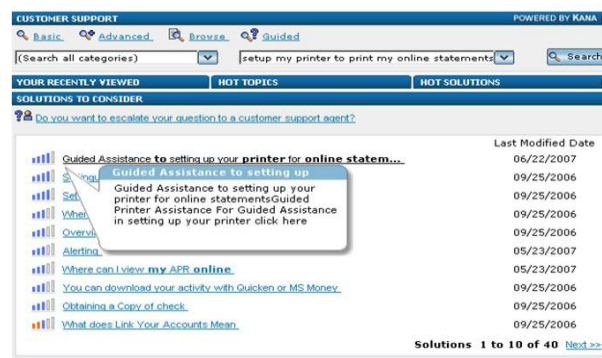 CUSTOMER SUPPORT POWERED BY KANA
Basic Advanced Browse Guided
(Search all categories) setup my printer to print my online statements Search
YOUR RECENTLY VIEWED HOT TOPICS HOT SOLUTIONS
SOLUTIONS TO CONSIDER
Do you want to escalate your question to a customer support agent?
Last Modified Date
Guided Assistance to setting up your printer for online statem... 06/22/2007
Guided Assistance to setting up
09/25/2006
Guided Assistance to setting up your
printer for online statementsGuided
Printer Assistance For Guided Assistance
in setting up your printer click here
Set 09/25/2006
09/25/2006
09/25/2006
Alerting 05/23/2007
Where can I view my APR online 05/23/2007
You can download your activity with Quicken or MS Money 09/25/2006
Obtaining a Copy of check 09/25/2006
What does Link Your Accounts Mean 09/25/2006
Solutions 1 to 10 of 40 Next >>